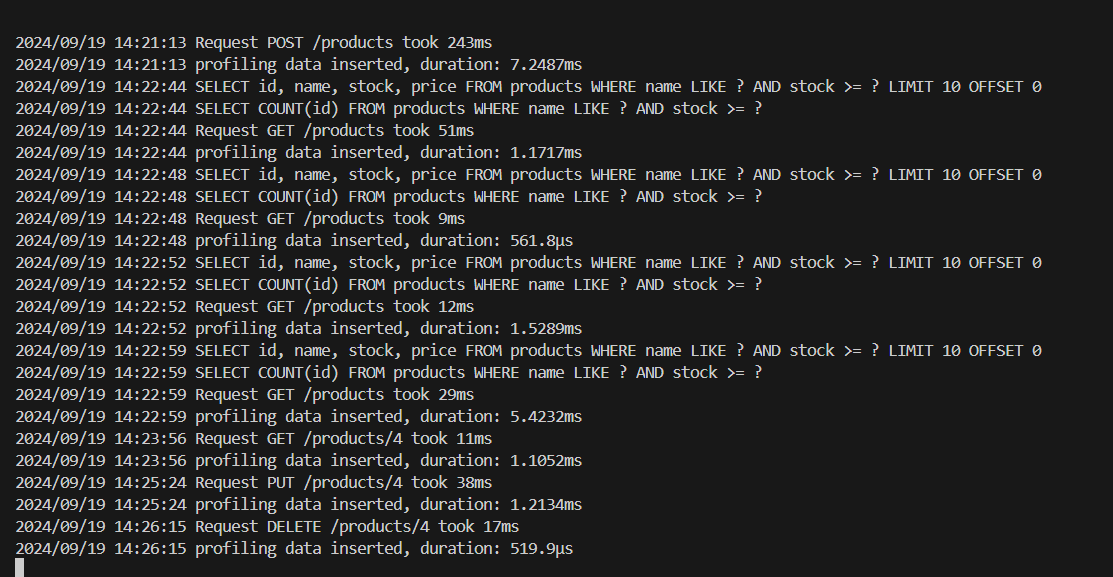 2024/09/19 14:21:13 Request POST /products took 243ms
2024/09/19 14:21:13 profiling data inserted, duration: 7.2487ms
2024/09/19 14:22:44 SELECT id, name, stock, price FROM products WHERE name LIKE ? AND stock >= ? LIMIT 10 OFFSET 0
2024/09/19 14:22:44 SELECT COUNT(id) FROM products WHERE name LIKE ? AND stock >= ?
2024/09/19 14:22:44 Request GET /products took 51ms
2024/09/19 14:22:44 profiling data inserted, duration: 1.1717ms
2024/09/19 14:22:48 SELECT id, name, stock, price FROM products WHERE name LIKE ? AND stock >= ? LIMIT 10 OFFSET 0
2024/09/19 14:22:48 SELECT COUNT(id) FROM products WHERE name LIKE ? AND stock >= ?
2024/09/19 14:22:48 Request GET /products took 9ms
2024/09/19 14:22:48 profiling data inserted, duration: 561.8µs
2024/09/19 14:22:52 SELECT id, name, stock, price FROM products WHERE name LIKE ? AND stock >= ? LIMIT 10 OFFSET 0
2024/09/19 14:22:52 SELECT COUNT(id) FROM products WHERE name LIKE ? AND stock >= ?
2024/09/19 14:22:52 Request GET /products took 12ms
2024/09/19 14:22:52 profiling data inserted, duration: 1.5289ms
2024/09/19 14:22:59 SELECT id, name, stock, price FROM products WHERE name LIKE ? AND stock >= ? LIMIT 10 OFFSET 0
2024/09/19 14:22:59 SELECT COUNT(id) FROM products WHERE name LIKE ? AND stock >= ?
2024/09/19 14:22:59 Request GET /products took 29ms
2024/09/19 14:22:59 profiling data inserted, duration: 5.4232ms
2024/09/19 14:23:56 Request GET /products/4 took 11ms
2024/09/19 14:23:56 profiling data inserted, duration: 1.1052ms
2024/09/19 14:25:24 Request PUT /products/4 took 38ms
2024/09/19 14:25:24 profiling data inserted, duration: 1.2134ms
2024/09/19 14:26:15 Request DELETE /products/4 took 17ms
2024/09/19 14:26:15 profiling data inserted, duration: 519.9µs